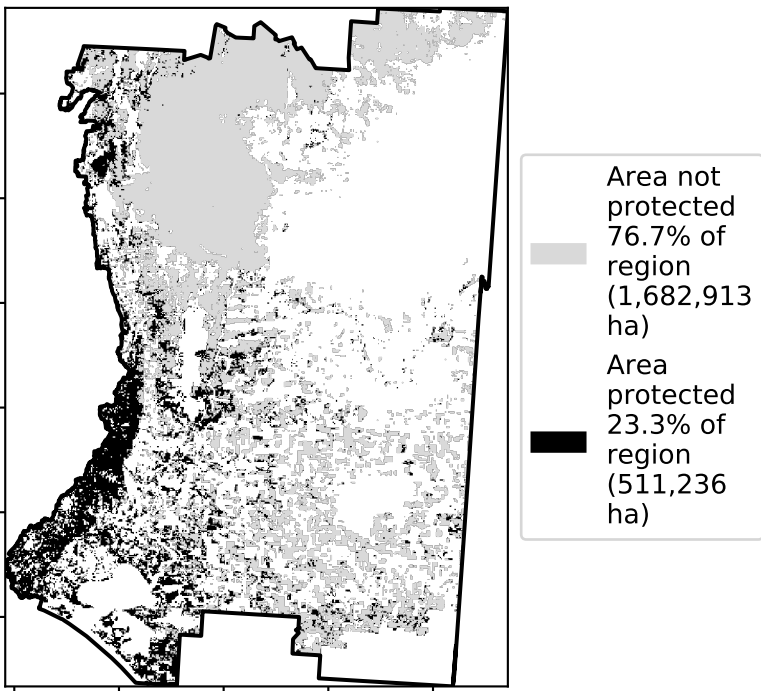 Area not
protected
76.7% of
region
(1,682,913
ha)
Area
protected
23.3% of
region
(511,236
ha)